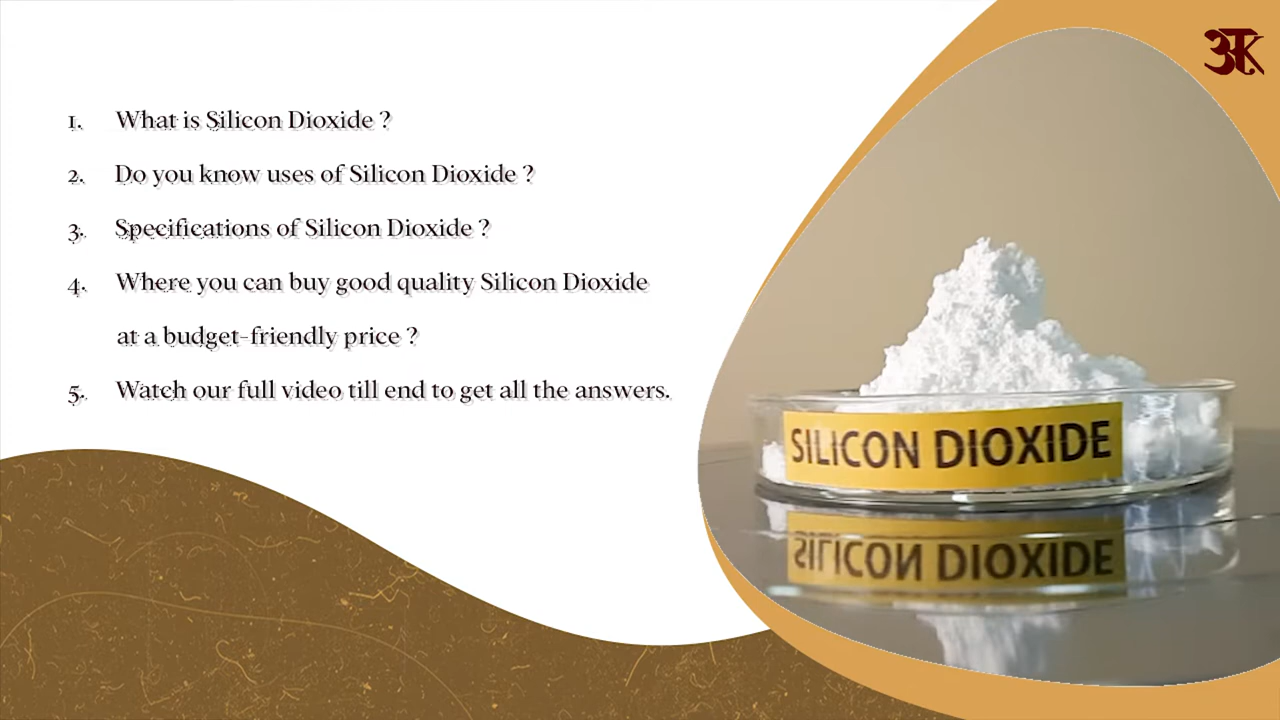 1. What is Silicon Dioxide ?
2. Do you know uses of Silicon Dioxide ?
3. Specifications of Silicon Dioxide ?
4. Where you can buy good quality Silicon Dioxide
at a budget-friendly price ?
5. Watch our full video till end to get all the answers.
SILICON DIOXIDE